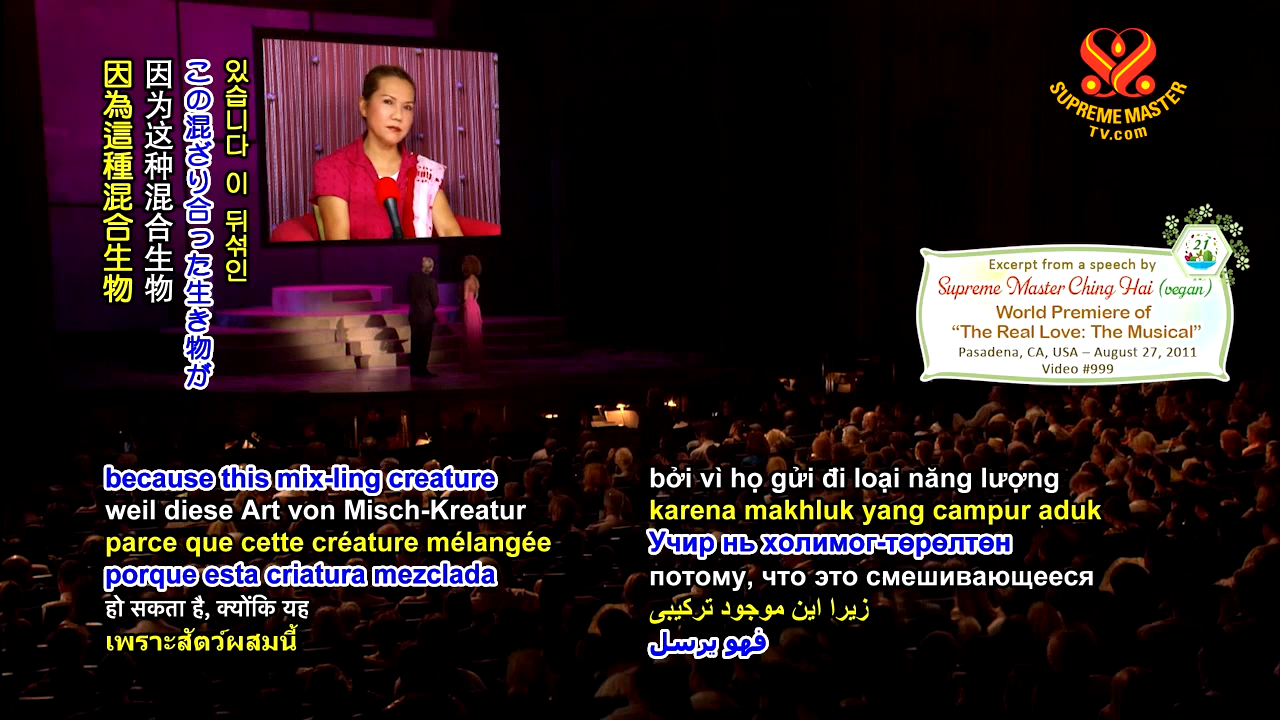 因為這種混合生物
因为这种混合生物
この混ざり合った生き物が
있습니다 이 뒤섞인
SUPREME MASTER
TV.com
21
Excerpt from a speech by
Supreme Master Ching Hai (vegan)
World Premiere of
“The Real Love: The Musical”
Pasadena, CA, USA – August 27, 2011
Video #999
because this mix-ling creature
weil diese Art von Misch-Kreatur
parce que cette créature mélangée
porque esta criatura mezclada
हो सकता है, क्योंकि यह
เพราะสัตว์ผสมนี้
bởi vì họ gửi đi loại năng lượng
karena makhluk yang campur aduk
Учир нь холимог-төрөлтөн
потому, что это смешивающееся
زیرا این موجود ترکیبی
فهو يرسل